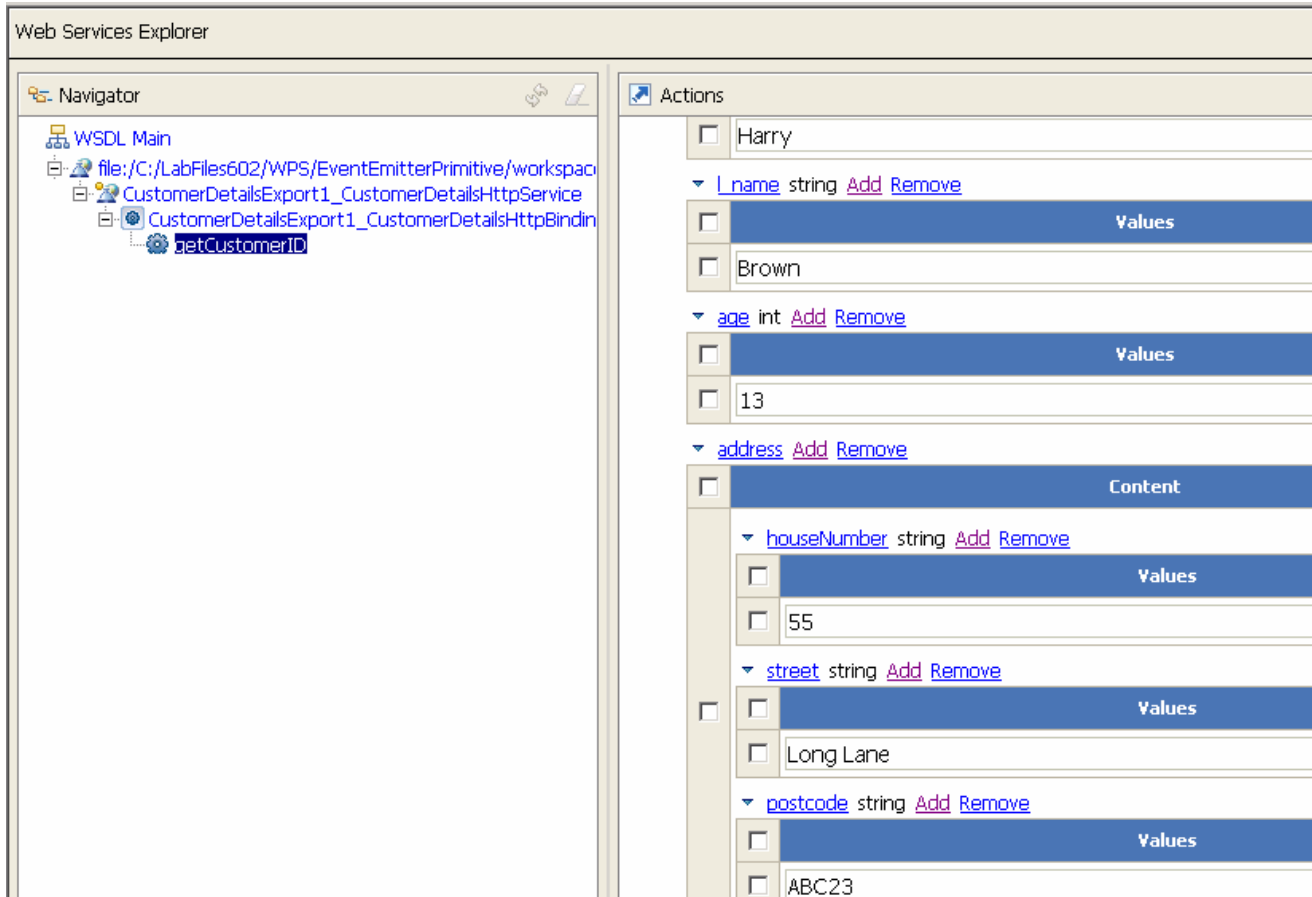 Web Services Explorer
Navigator
WSDL Main
file:/C:/LabFiles602/WPS/EventEmitterPrimitive/workspac
CustomerDetailsExport1_CustomerDetailsHttpService
CustomerDetailsExport1_CustomerDetailsHttpBindin
getCustomerID
Actions
Harry
l_name string Add Remove
Values
Brown
age int Add Remove
Values
13
address Add Remove
Content
houseNumber string Add Remove
Values
55
street string Add Remove
Values
Long Lane
postcode string Add Remove
Values
ABC23